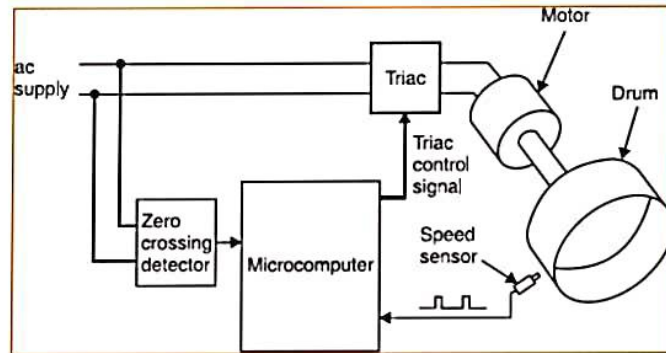 Motor
ac
supply
Triac
Drum
Triac
control
signal
Zero
crossing
detector
Microcomputer
Speed
sensor